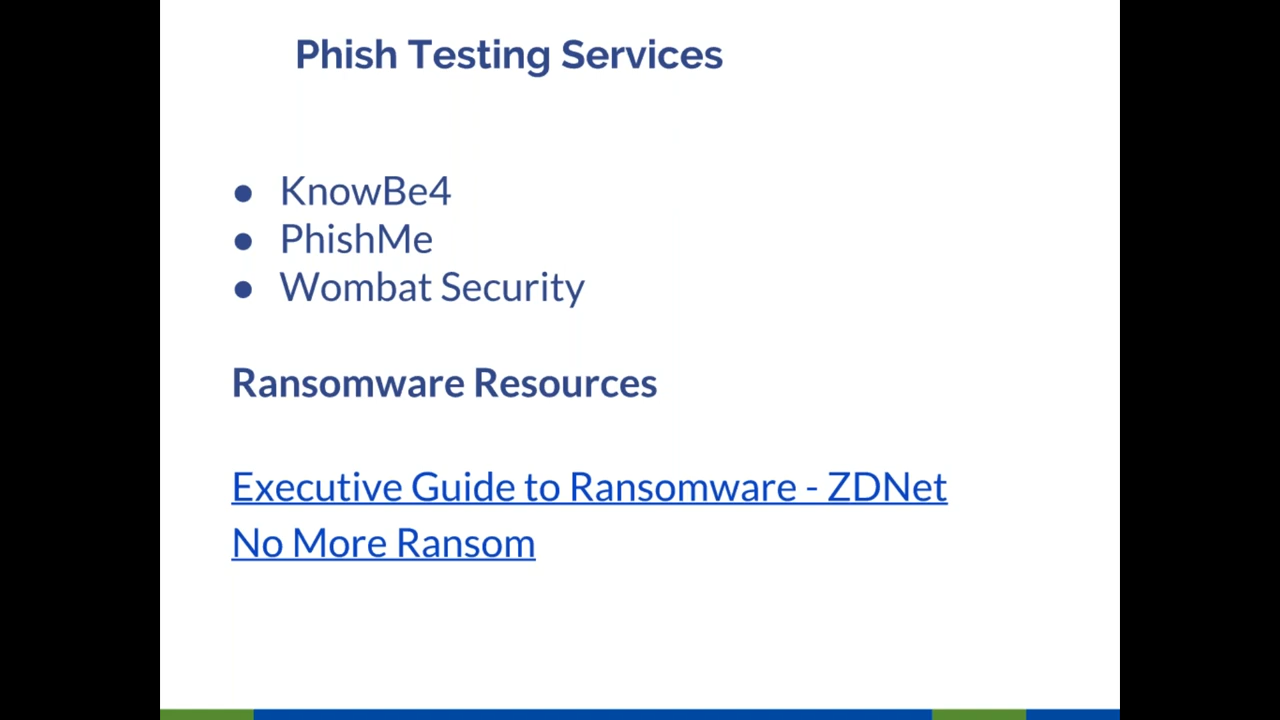 Phish Testing Services
● KnowBe4
● PhishMe
● Wombat Security
Ransomware Resources
Executive Guide to Ransomware - ZDNet
No More Ransom